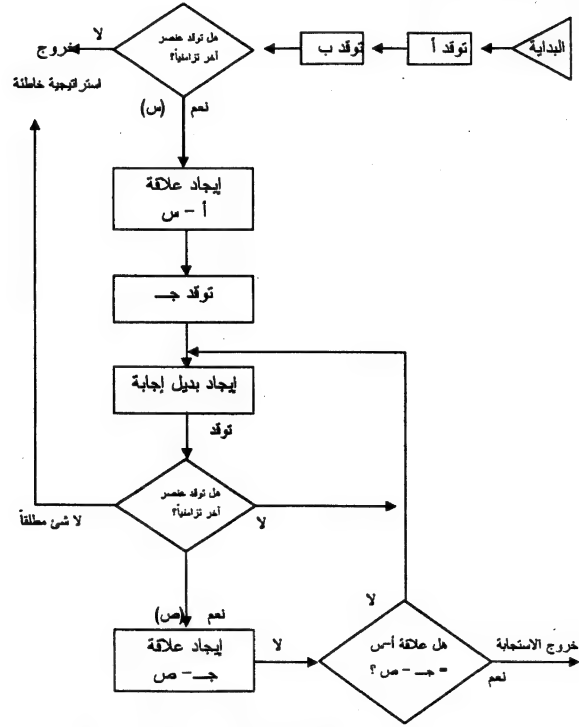 البداية
توقد أ
توقد ب
هل توقد عنصر
آخر تزامنياً؟
لا
خروج
استراتيجية خاطئة
نعم
(س)
إيجاد علاقة
أ - س
توقد جـ
إيجاد بديل إجابة
توقد
هل توقد عنصر
آخر تزامنياً؟
لا شئ مطلقاً
لا
نعم
(ص)
إيجاد علاقة
جـ - ص
لا
هل علاقة أ-س
= جـ - ص ؟
لا
خروج الاستجابة
نعم